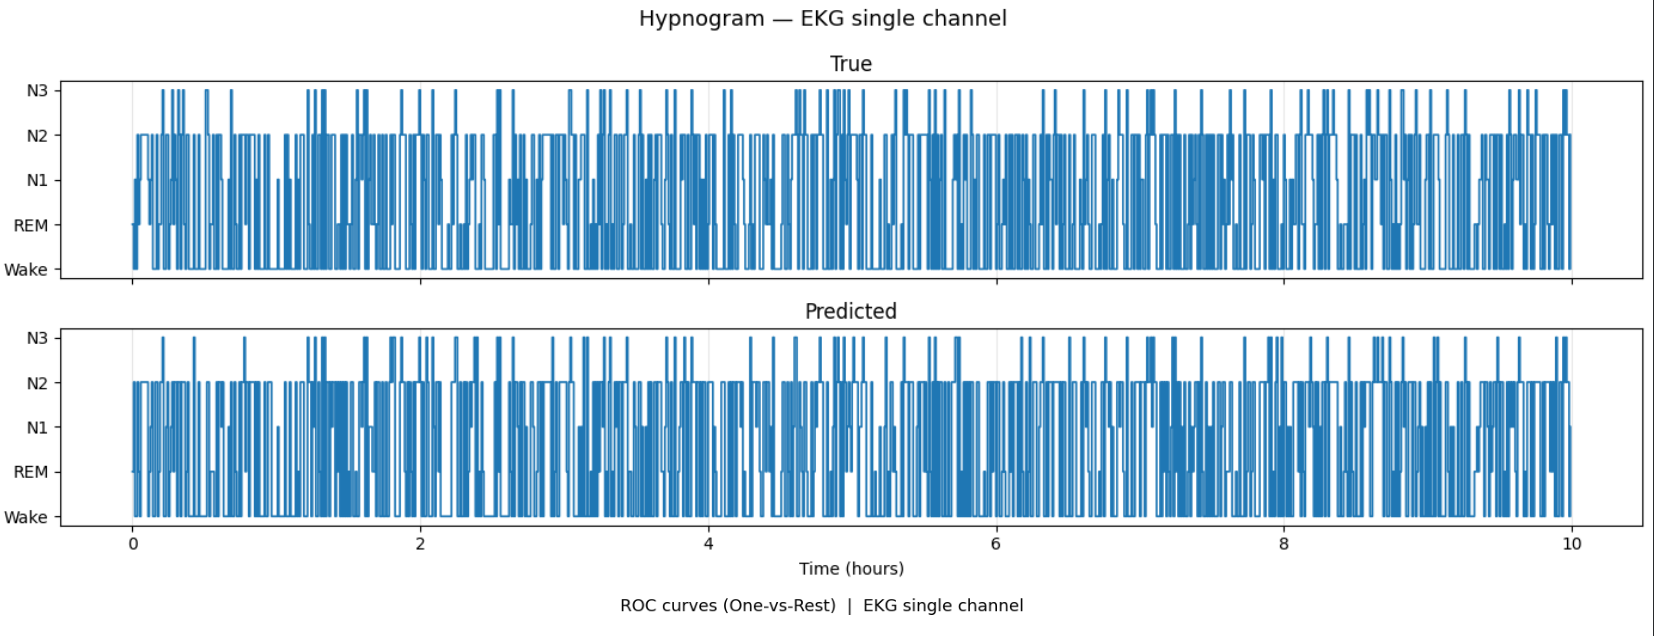 Hypnogram — EKG single channel
True
N3
N2
N1
REM
Wake
Predicted
N3
N2
N1
REM
Wake
0 2 4 6 8 10
Time (hours)
ROC curves (One-vs-Rest) | EKG single channel